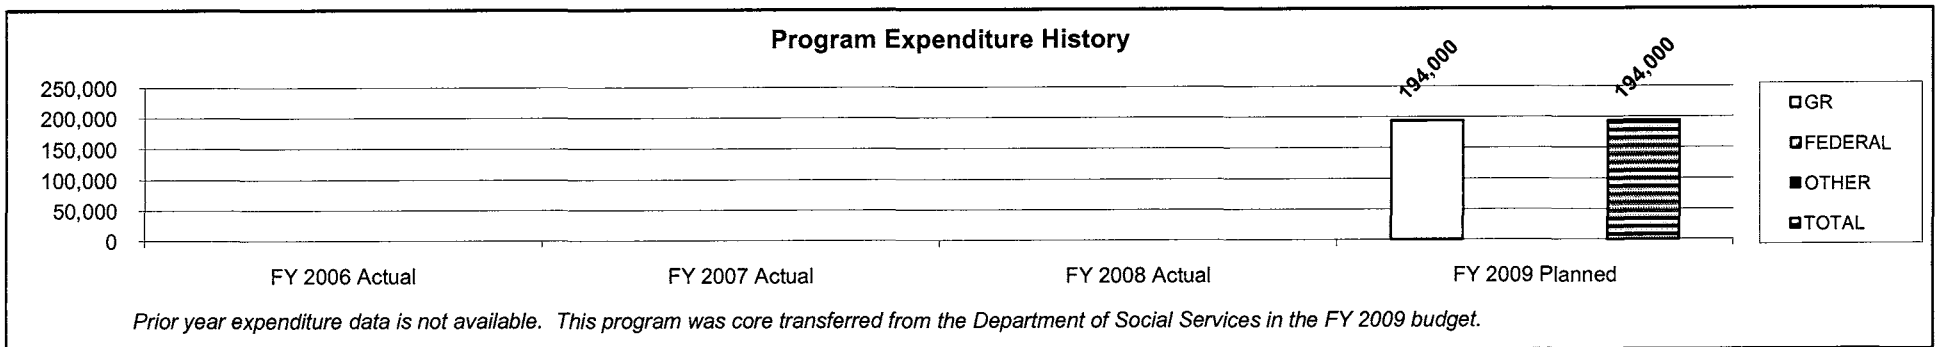 Program Expenditure History
194,000
194,000
250,000
200,000
150,000
100,000
50,000
0
FY 2006 Actual
FY 2007 Actual
FY 2008 Actual
FY 2009 Planned
GR
FEDERAL
OTHER
TOTAL
Prior year expenditure data is not available. This program was core transferred from the Department of Social Services in the FY 2009 budget.